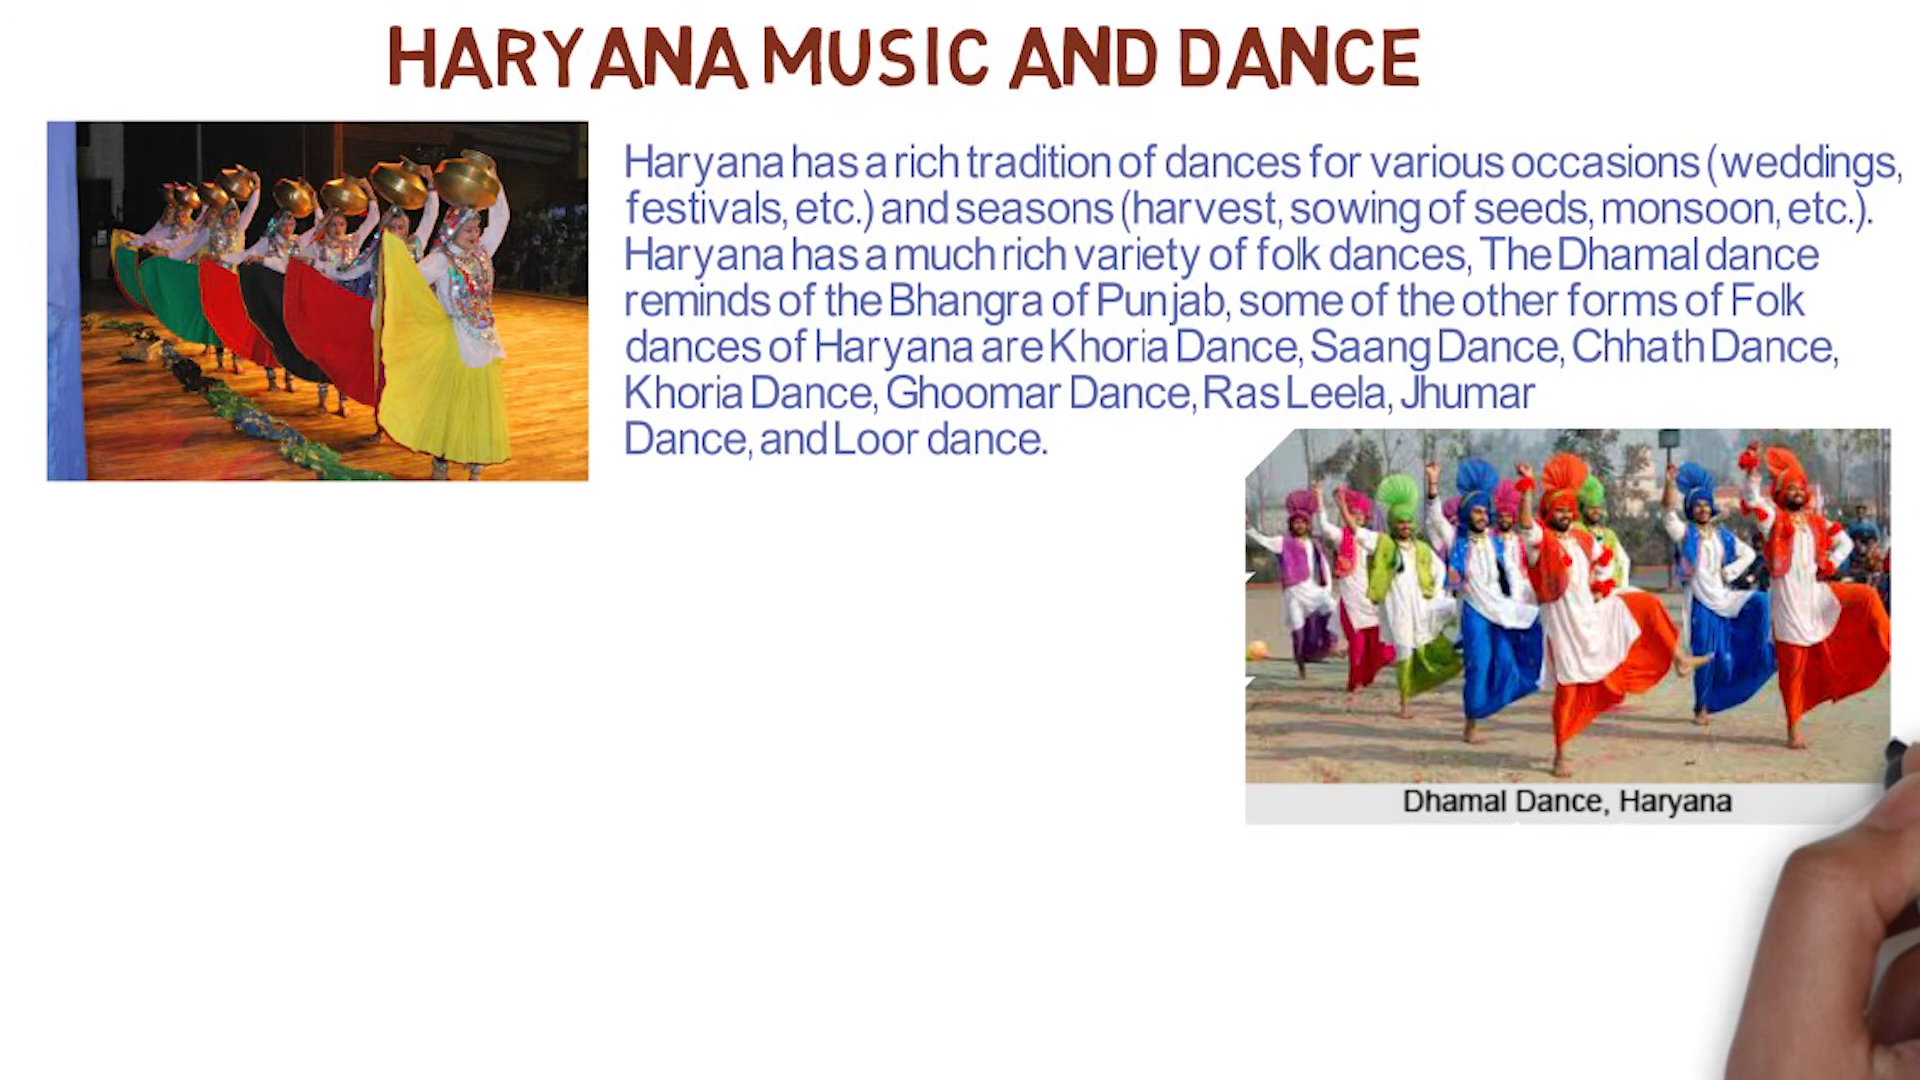 HARYANA MUSIC AND DANCE
Haryana has a rich tradition of dances for various occasions (weddings,
festivals, etc.) and seasons (harvest, sowing of seeds, monsoon, etc.).
Haryana has a much rich variety of folk dances, The Dhamal dance
reminds of the Bhangra of Punjab, some of the other forms of Folk
dances of Haryana are Khoria Dance, Saang Dance, Chhath Dance,
Khoria Dance, Ghoomar Dance, Ras Leela, Jhumar
Dance, and Loor dance.
Dhamal Dance, Haryana